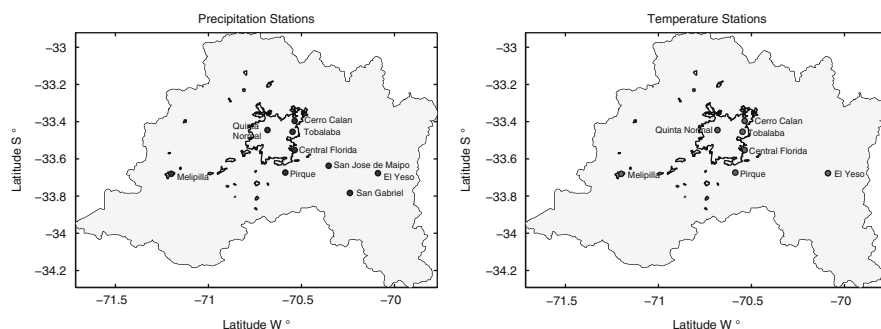 Precipitation Stations
−33
−33.2
−33.4
−33.6
−33.8
−34
−34.2
Latitude S °
Cerro Calan
Quinta
Normal
Tobalaba
Central Florida
San Jose de Maipo
Melipilla
Pirque
El Yeso
San Gabriel
−71.5
−71
−70.5
−70
Latitude W °
Temperature Stations
−33
−33.2
−33.4
−33.6
−33.8
−34
−34.2
Latitude S °
Cerro Calan
Quinta Normal
Tobalaba
Central Florida
Melipilla
Pirque
El Yeso
−71.5
−71
−70.5
−70
Latitude W °